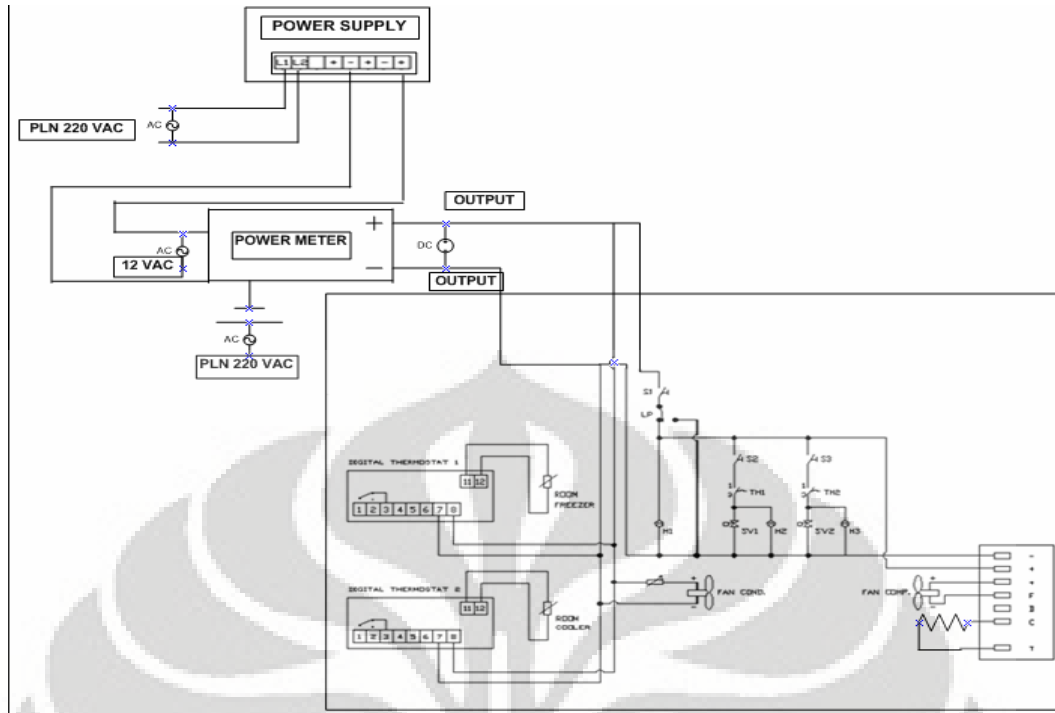 POWER SUPPLY
L1 L2 + - + - +
PLN 220 VAC
AC
OUTPUT
+
POWER METER
DC
AC
12 VAC
-
OUTPUT
AC
PLN 220 VAC
S1
LP
DIGITAL THERMOSTAT 1
11 12
1 2 3 4 5 6 7 8
ROOM
FREEZER
S2
S3
TH1
TH2
H1
SV1
H2
SV2
H3
DIGITAL THERMOSTAT 2
11 12
1 2 3 4 5 6 7 8
ROOM
COOLER
+
FAN COND.
-
FAN COMP.
+
-
-
+
+
F
D
C
T